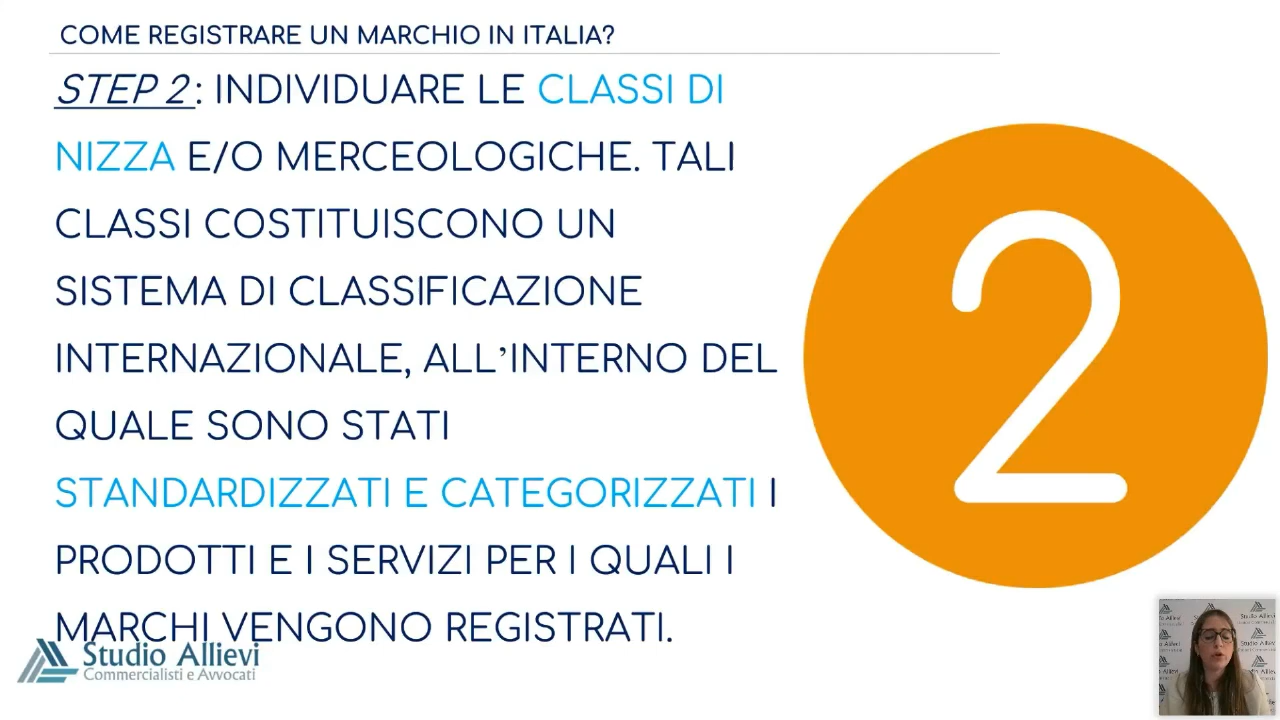 COME REGISTRARE UN MARCHIO IN ITALIA?
STEP 2: INDIVIDUARE LE CLASSI DI
NIZZA E/O MERCEOLOGICHE. TALI
CLASSI COSTITUISCONO UN
SISTEMA DI CLASSIFICAZIONE
INTERNAZIONALE, ALL’INTERNO DEL
QUALE SONO STATI
STANDARDIZZATI E CATEGORIZZATI I
PRODOTTI E I SERVIZI PER I QUALI I
MARCHI VENGONO REGISTRATI.
2
Studio Allievi
Commercialisti e Avvocati